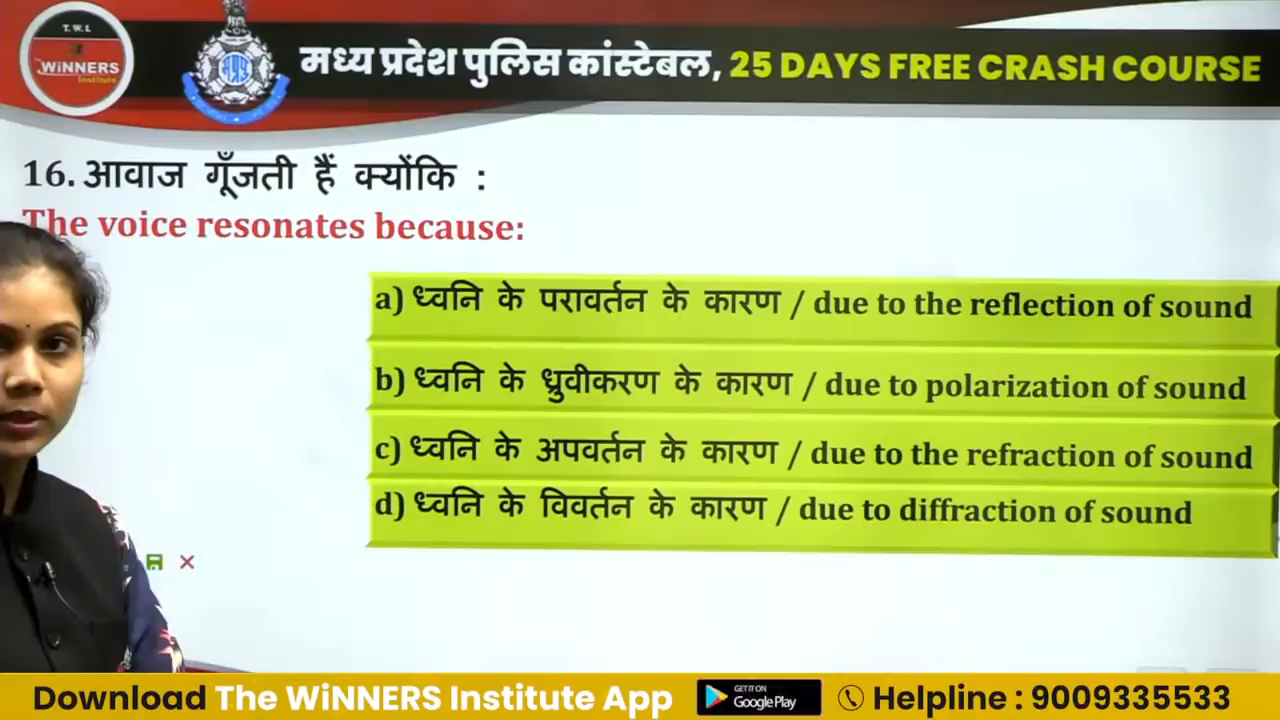 T.W.I.
The
WiNNERS
Institute
मध्य प्रदेश पुलिस कांस्टेबल, 25 DAYS FREE CRASH COURSE
16. आवाज गूँजती हैं क्योंकि :
The voice resonates because:
a) ध्वनि के परावर्तन के कारण / due to the reflection of sound
b) ध्वनि के ध्रुवीकरण के कारण / due to polarization of sound
c) ध्वनि के अपवर्तन के कारण / due to the refraction of sound
d) ध्वनि के विवर्तन के कारण / due to diffraction of sound
Download The WiNNERS Institute App
GET IT ON
Google Play
Helpline : 9009335533